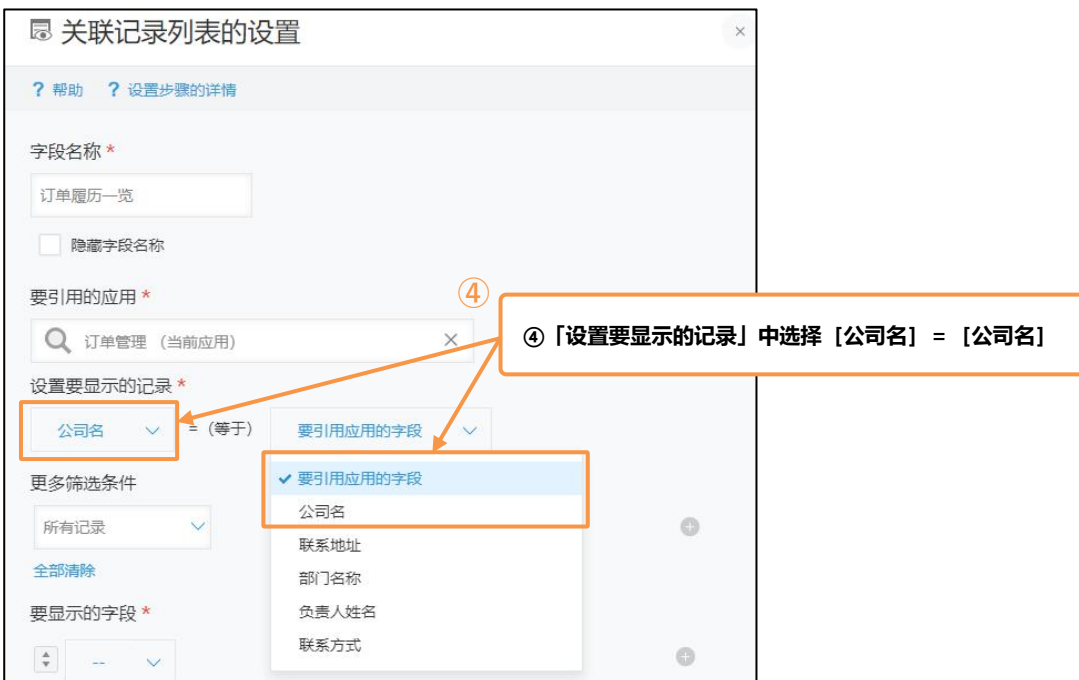 关联记录列表的设置
? 帮助 ? 设置步骤的详情
字段名称 *
订单履历一览
隐藏字段名称
要引用的应用 *
④
订单管理 (当前应用)
④「设置要显示的记录」中选择 [公司名] = [公司名]
设置要显示的记录 *
公司名 = (等于) 要引用应用的字段
更多筛选条件
所有记录
全部清除
要引用应用的字段
公司名
联系地址
部门名称
负责人姓名
联系方式
要显示的字段 *
--